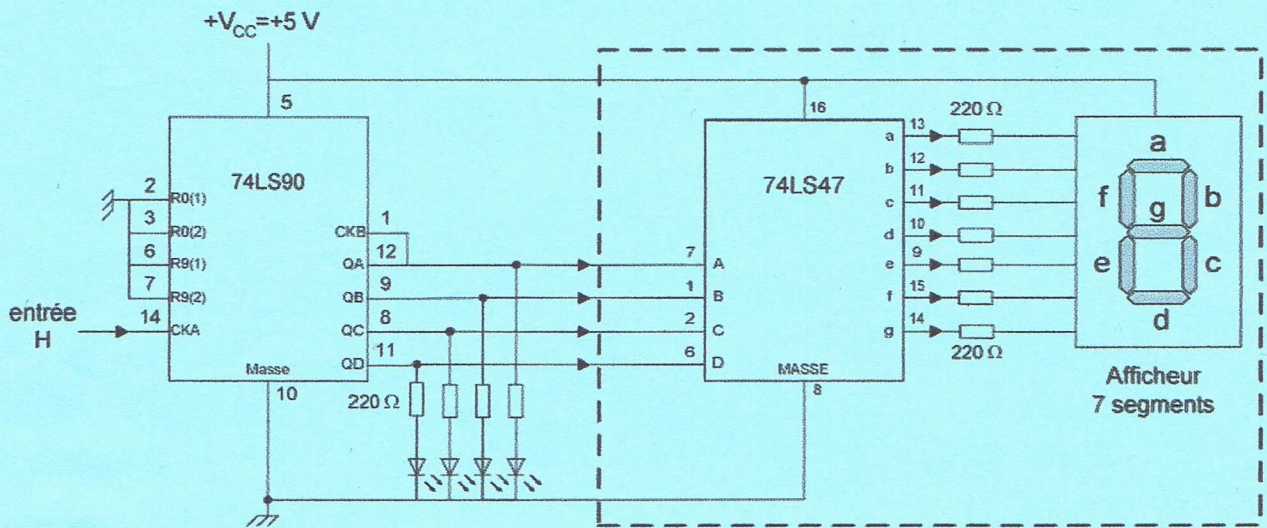 +VCC=+5 V
5
74LS90
2
R0(1)
3
R0(2)
6
R9(1)
7
R9(2)
entrée
H
14
CKA
1
CKB
12
QA
9
QB
8
QC
11
QD
Masse
10
220 Ω
16
74LS47
7
A
1
B
2
C
6
D
a
13
b
12
c
11
d
10
e
9
f
15
g
14
MASSE
8
220 Ω
220 Ω
a
f
b
g
e
c
d
Afficheur
7 segments